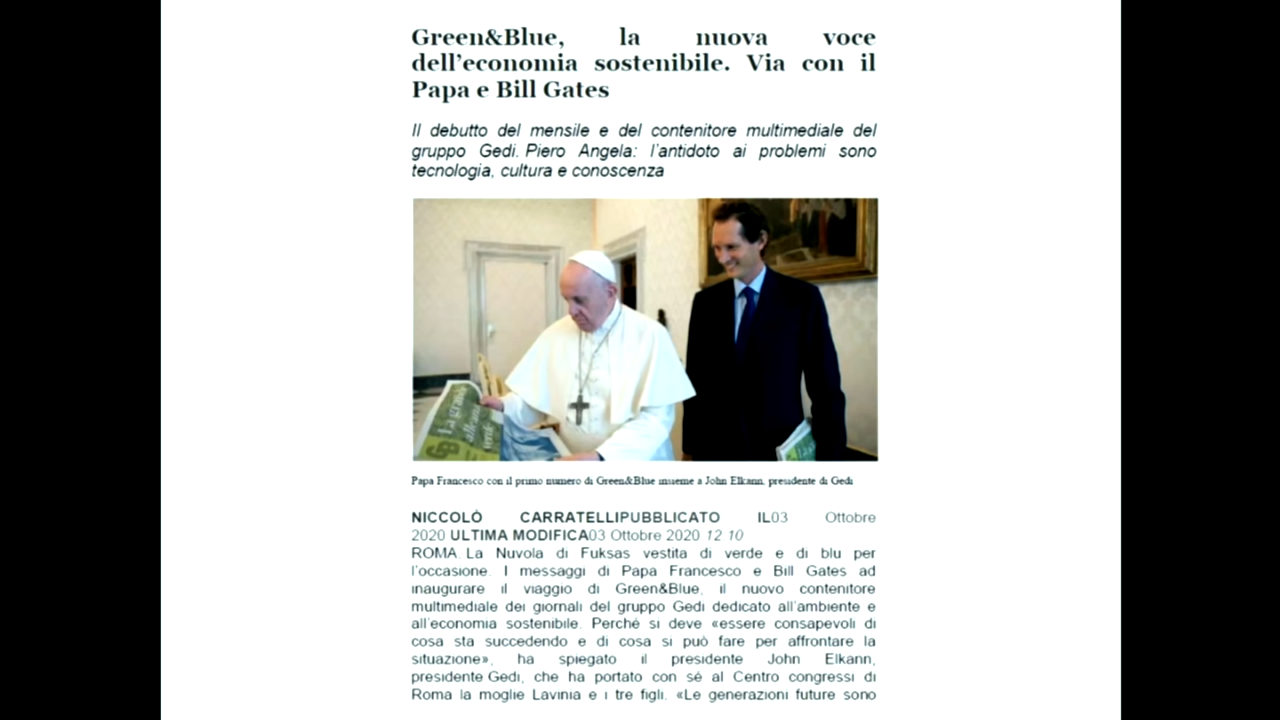 Green&Blue, la nuova voce
dell'economia sostenibile. Via con il
Papa e Bill Gates
Il debutto del mensile e del contenitore multimediale del
gruppo Gedi. Piero Angela: l'antidoto ai problemi sono
tecnologia, cultura e conoscenza
La grande
alleanza
verde
GB
Papa Francesco con il primo numero di Green&Blue insieme a John Elkann, presidente di Gedi
NICCOLÒ CARRATELLIPUBBLICATO IL03 Ottobre
2020 ULTIMA MODIFICA03 Ottobre 2020 12 10
ROMA. La Nuvola di Fuksas vestita di verde e di blu per
l'occasione. I messaggi di Papa Francesco e Bill Gates ad
inaugurare il viaggio di Green&Blue, il nuovo contenitore
multimediale dei giornali del gruppo Gedi dedicato all'ambiente e
all'economia sostenibile. Perché si deve «essere consapevoli di
cosa sta succedendo e di cosa si può fare per affrontare la
situazione», ha spiegato il presidente John Elkann,
presidente Gedi, che ha portato con sé al Centro congressi di
Roma la moglie Lavinia e i tre figli. «Le generazioni future sono